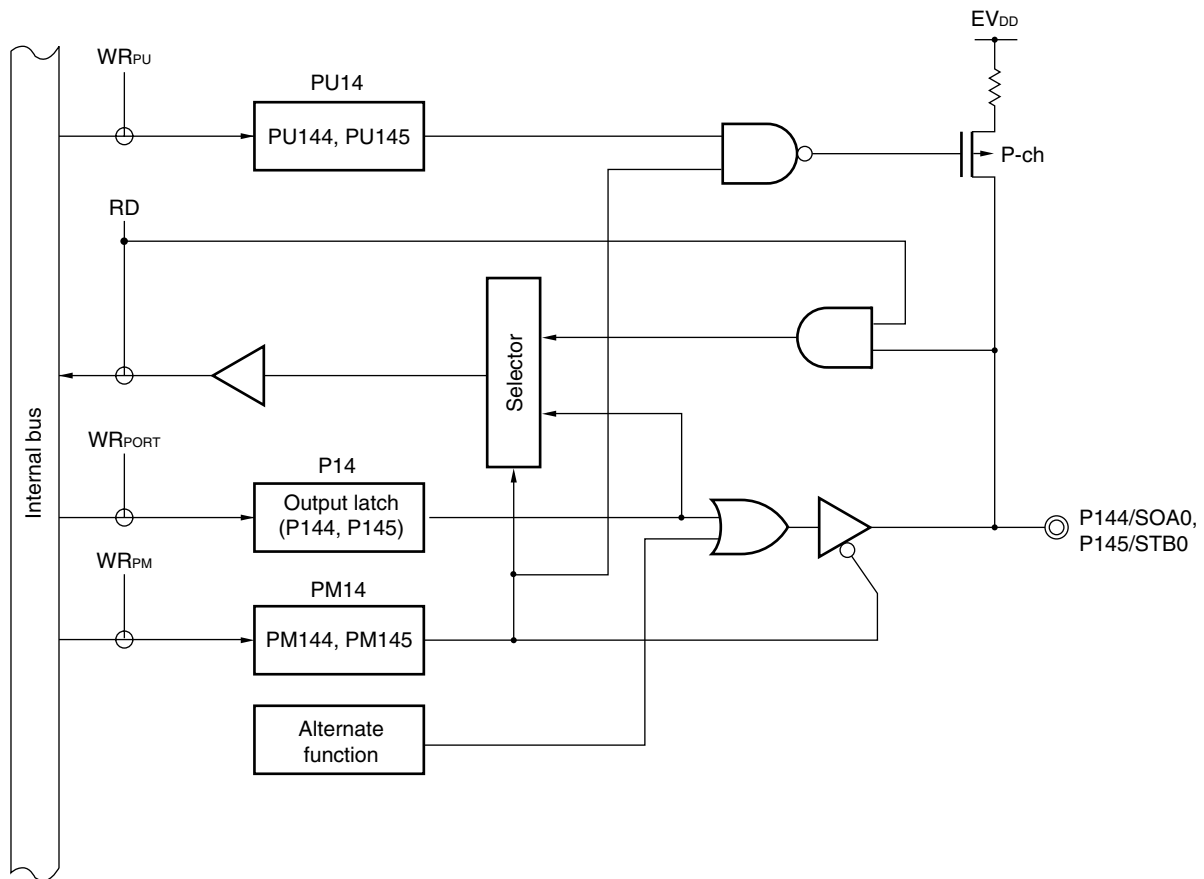 EVDD
WRPU
PU14
PU144, PU145
P-ch
RD
Selector
Internal bus
WRPORT
P14
Output latch
(P144, P145)
P144/SOA0,
P145/STB0
WRPM
PM14
PM144, PM145
Alternate
function